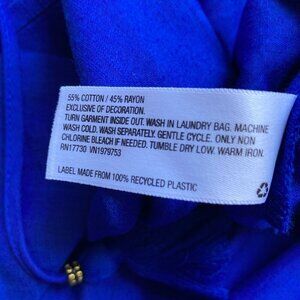 55% COTTON / 45% RAYON
EXCLUSIVE OF DECORATION.
TURN GARMENT INSIDE OUT. WASH IN LAUNDRY BAG. MACHINE
WASH COLD. WASH SEPARATELY. GENTLE CYCLE. ONLY NON
CHLORINE BLEACH IF NEEDED. TUMBLE DRY LOW. WARM IRON.
RN17730  VN1979753
LABEL MADE FROM 100% RECYCLED PLASTIC